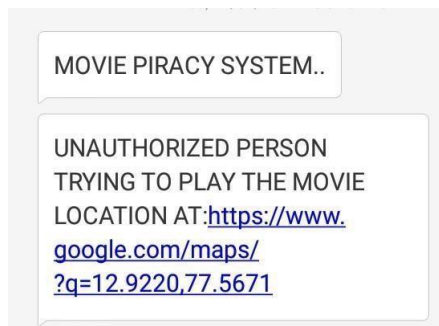 MOVIE PIRACY SYSTEM..
UNAUTHORIZED PERSON
TRYING TO PLAY THE MOVIE
LOCATION AT:https://www.
google.com/maps/
?q=12.9220,77.5671